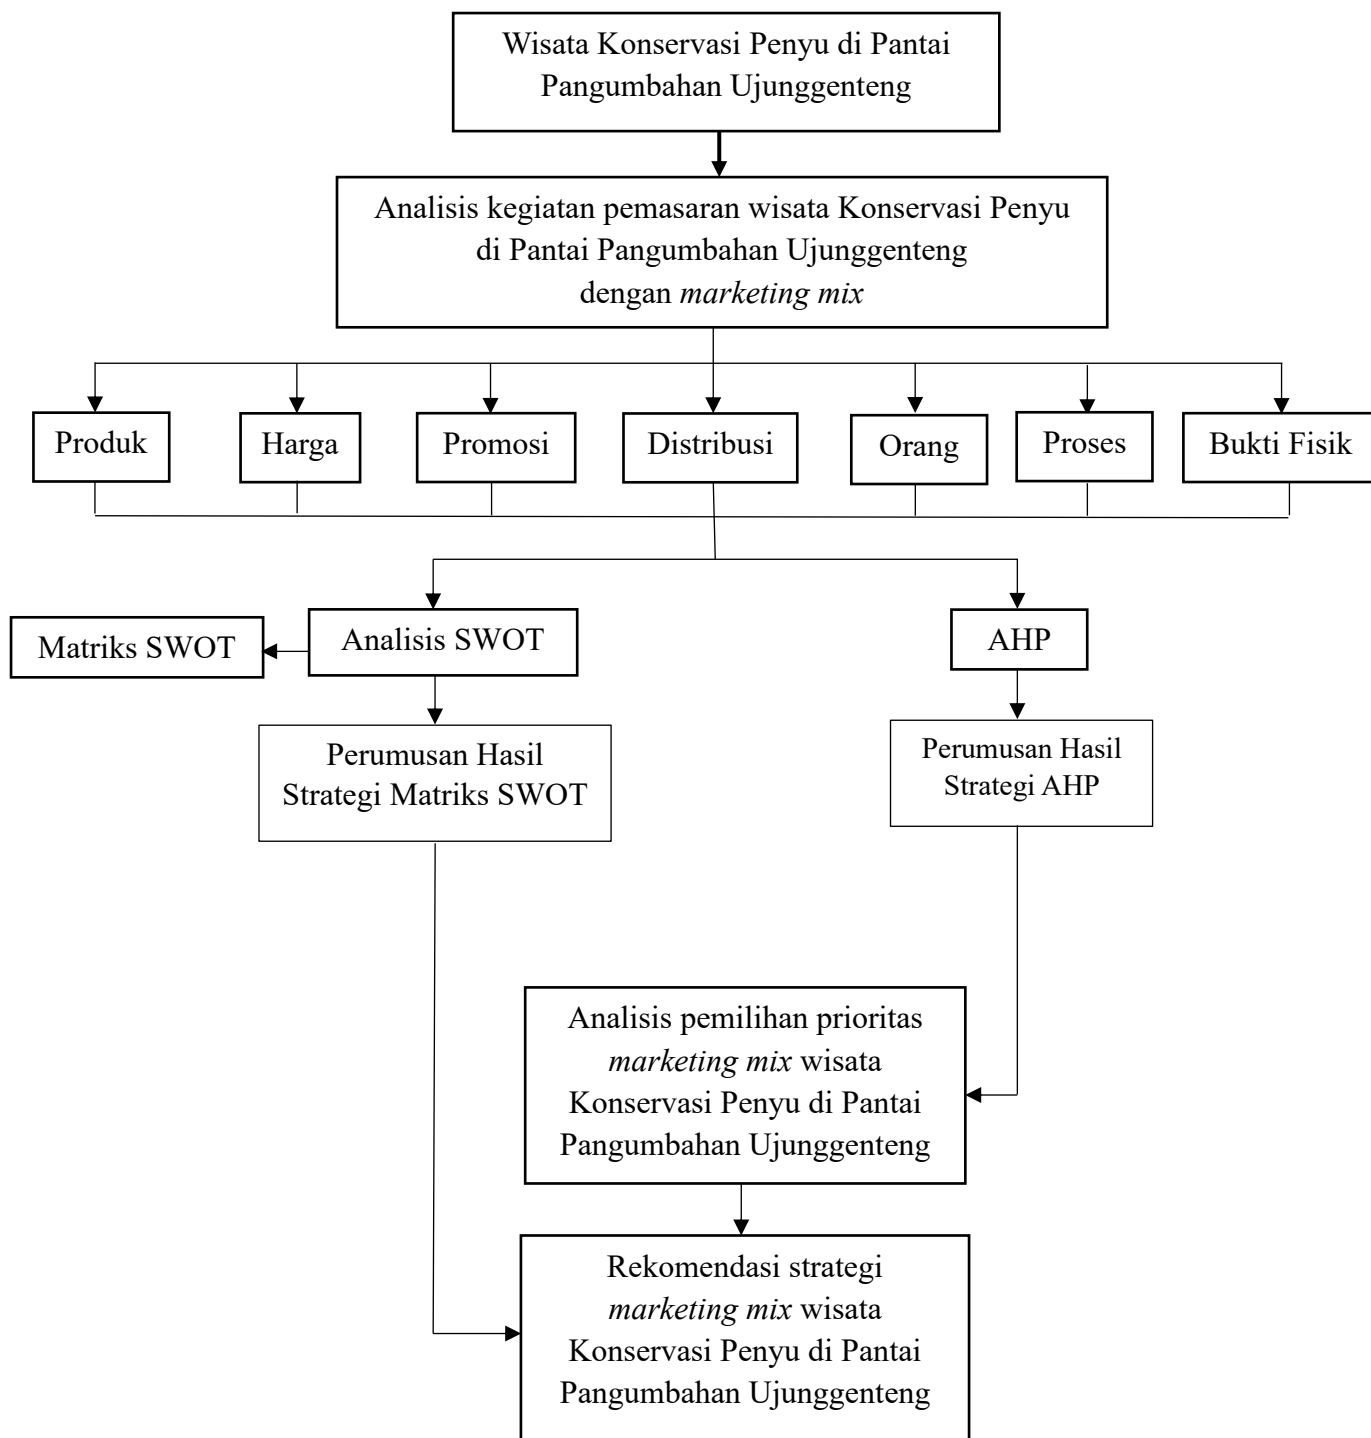 Wisata Konservasi Penyu di Pantai
Pangumbahan Ujunggenteng
Analisis kegiatan pemasaran wisata Konservasi Penyu
di Pantai Pangumbahan Ujunggenteng
dengan marketing mix
Produk
Harga
Promosi
Distribusi
Orang
Proses
Bukti Fisik
Matriks SWOT
Analisis SWOT
AHP
Perumusan Hasil
Strategi Matriks SWOT
Perumusan Hasil
Strategi AHP
Analisis pemilihan prioritas
marketing mix wisata
Konservasi Penyu di Pantai
Pangumbahan Ujunggenteng
Rekomendasi strategi
marketing mix wisata
Konservasi Penyu di Pantai
Pangumbahan Ujunggenteng